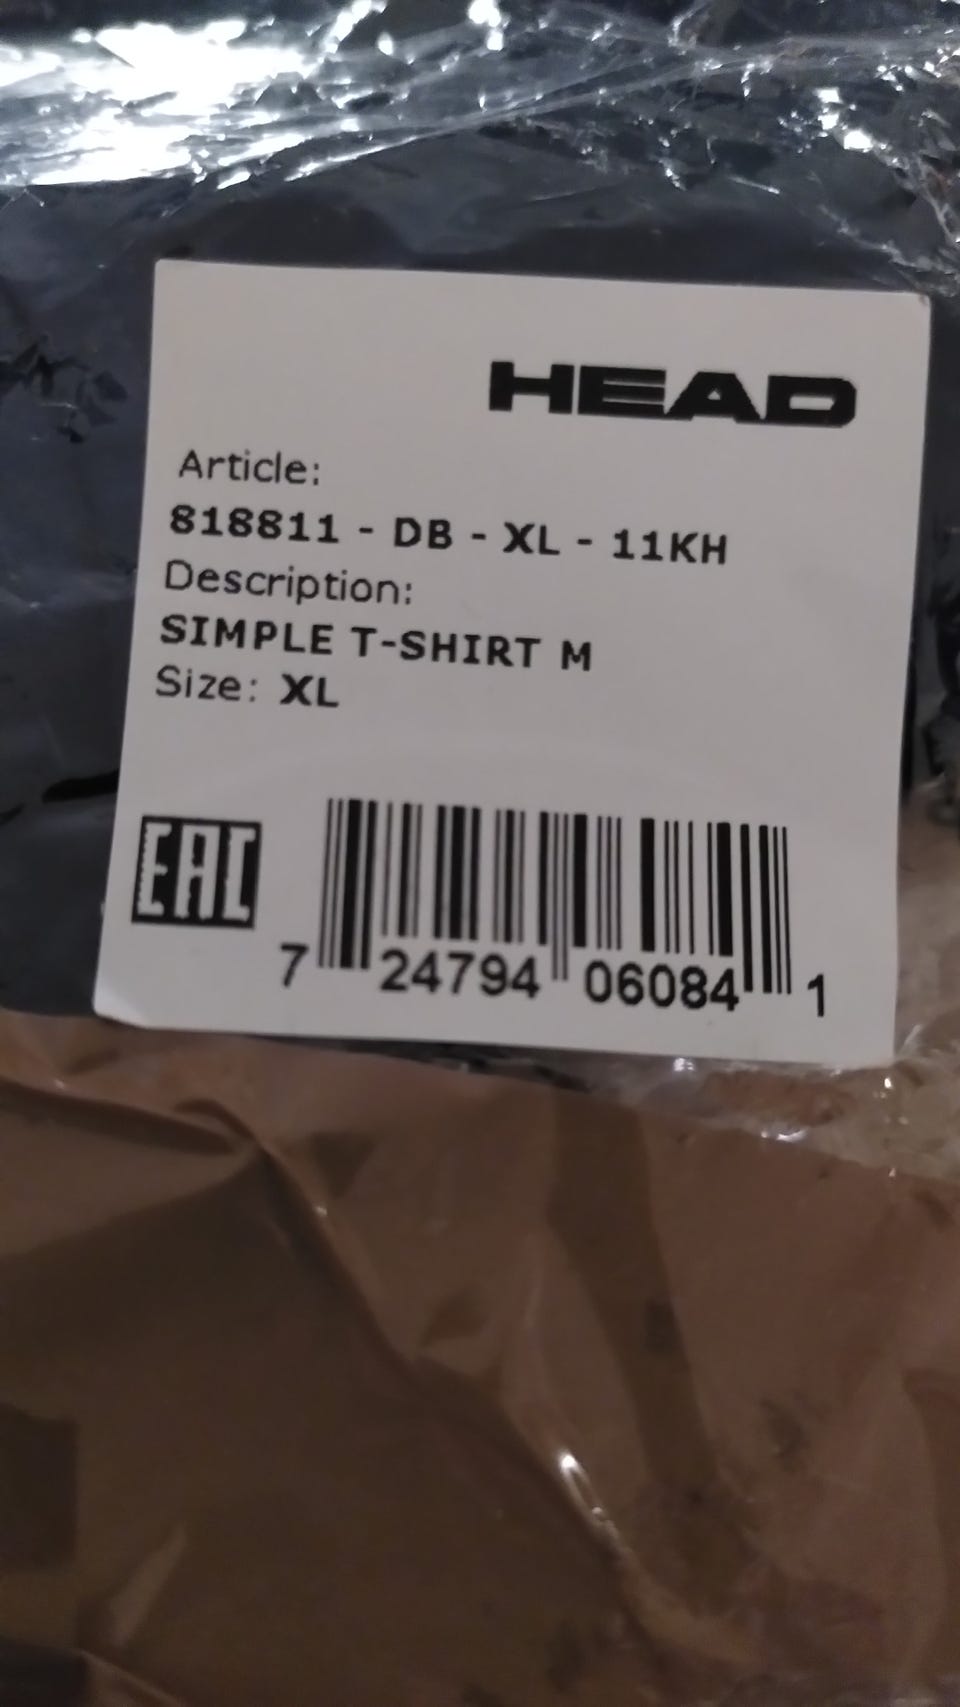 HEAD
Article:
818811 - DB - XL - 11KH
Description:
SIMPLE T-SHIRT M
Size: XL
EAC
7 24794 06084 1